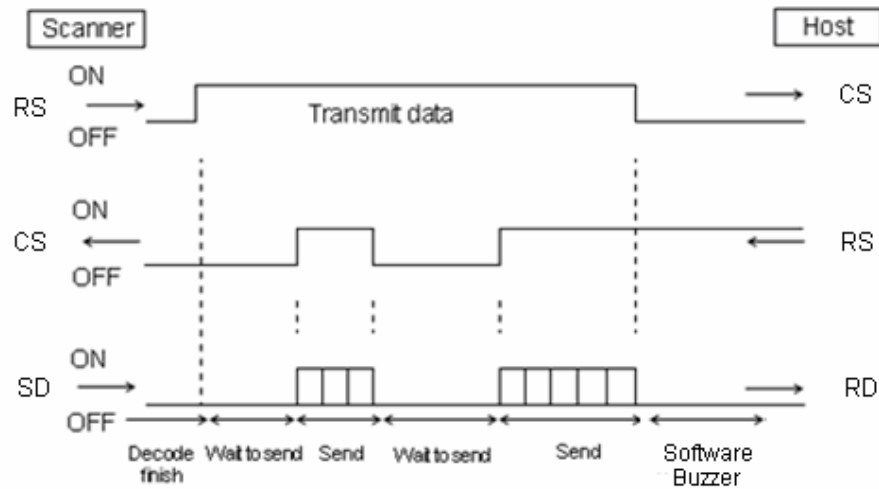 Scanner
Host
ON
RS
CS
Transmit data
OFF
ON
CS
RS
OFF
ON
SD
RD
OFF
Decode
finish
Wait to send
Send
Wait to send
Send
Software
Buzzer